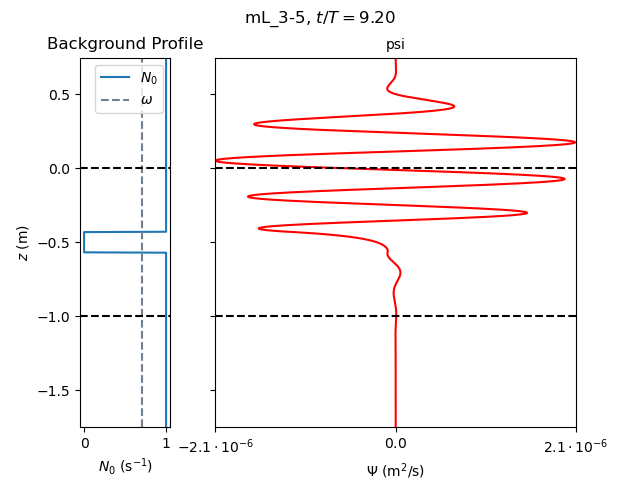 mL_3-5, t/T = 9.20
Background Profile
psi
N₀
ω
0.5
0.0
−0.5
−1.0
−1.5
z (m)
0
1
N₀ (s⁻¹)
−2.1 · 10⁻⁶
0.0
2.1 · 10⁻⁶
Ψ (m²/s)